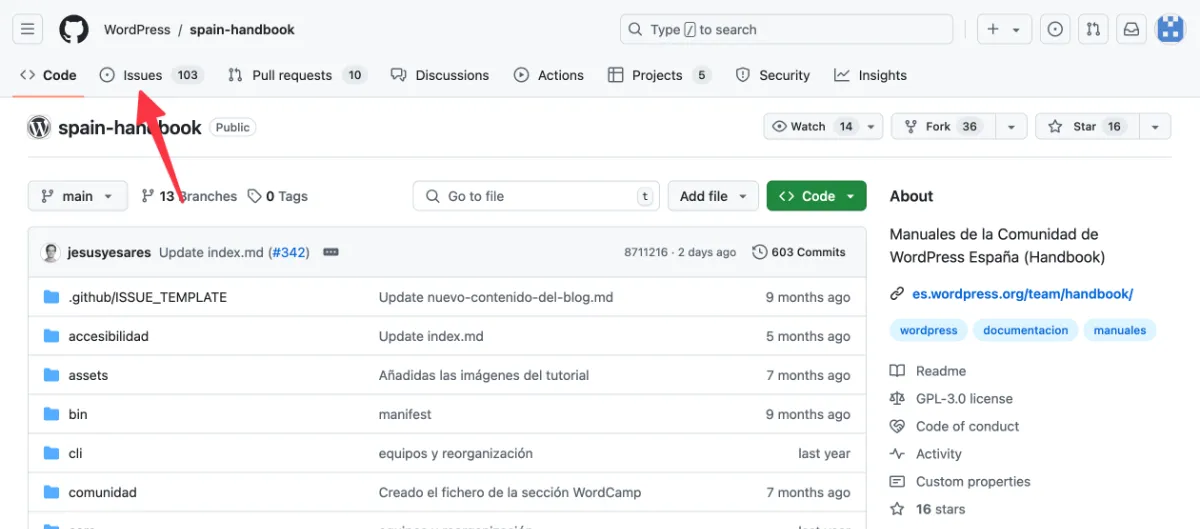 WordPress / spain-handbook Type / to search
Code Issues 103 Pull requests 10 Discussions Actions Projects 5 Security Insights
spain-handbook Public Watch 14 Fork 36 Star 16
main 13 Branches 0 Tags Go to file t Add file Code
About
Manuales de la Comunidad de
WordPress España (Handbook)
es.wordpress.org/team/handbook/
wordpress documentacion manuales
Readme
GPL-3.0 license
Code of conduct
Activity
Custom properties
16 stars
jesusyesares Update index.md (#342) 8711216 · 2 days ago 603 Commits
.github/ISSUE_TEMPLATE Update nuevo-contenido-del-blog.md 9 months ago
accesibilidad Update index.md 5 months ago
assets Añadidas las imágenes del tutorial 7 months ago
bin manifest 9 months ago
cli equipos y reorganización last year
comunidad Creado el fichero de la sección WordCamp 7 months ago